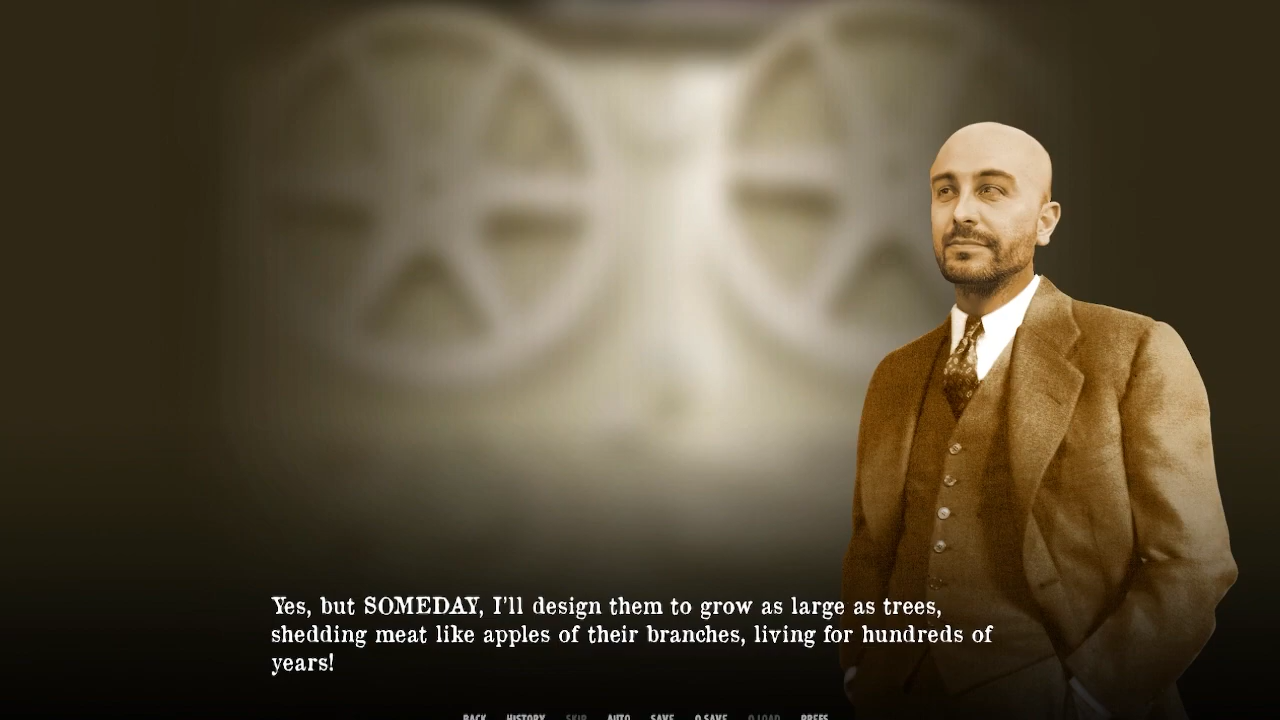 Yes, but SOMEDAY, I'll design them to grow as large as trees,
shedding meat like apples of their branches, living for hundreds of
years!
BACK HISTORY SKIP AUTO SAVE Q.SAVE Q.LOAD PREFS